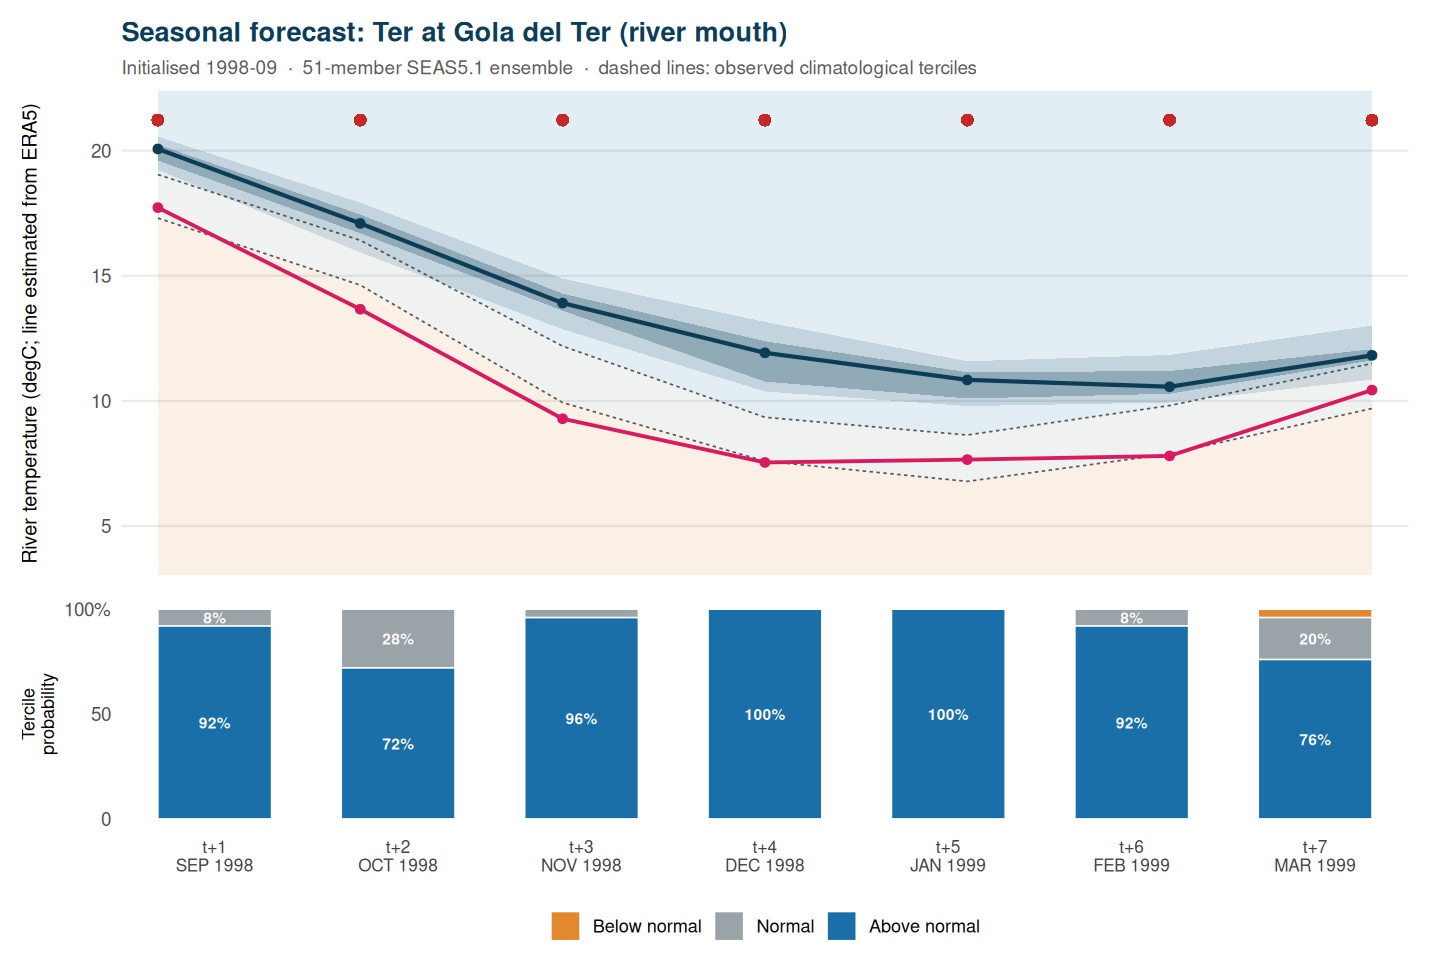 Seasonal forecast: Ter at Gola del Ter (river mouth)
Initialised 1998-09 · 51-member SEAS5.1 ensemble · dashed lines: observed climatological terciles
River temperature (degC; line estimated from ERA5)
20
15
10
5
Tercile
probability
100%
50
0
8%
92%
28%
72%
96%
100%
100%
8%
92%
20%
76%
t+1
SEP 1998
t+2
OCT 1998
t+3
NOV 1998
t+4
DEC 1998
t+5
JAN 1999
t+6
FEB 1999
t+7
MAR 1999
Below normal
Normal
Above normal